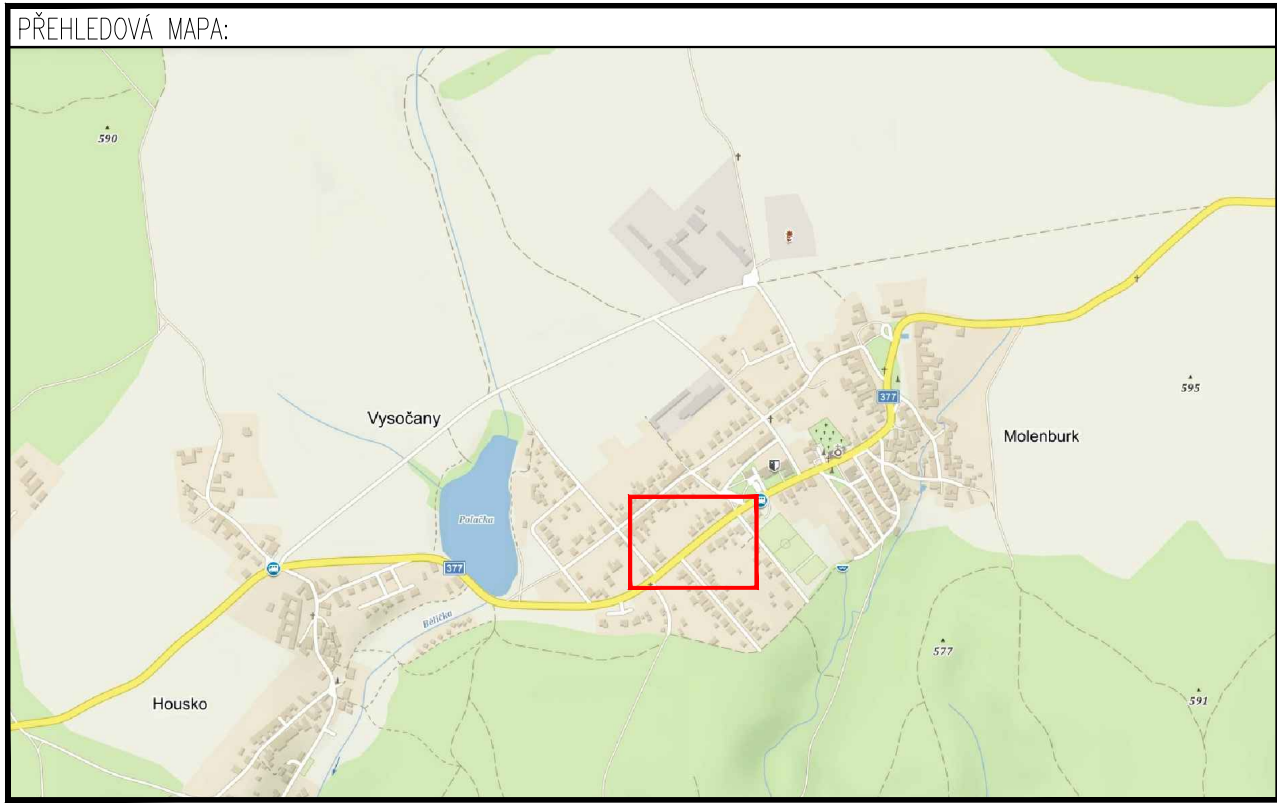 PŘEHLEDOVÁ MAPA:
590
595
377
Vysočany
Molenburk
Polačka
377
Bělička
577
591
Housko